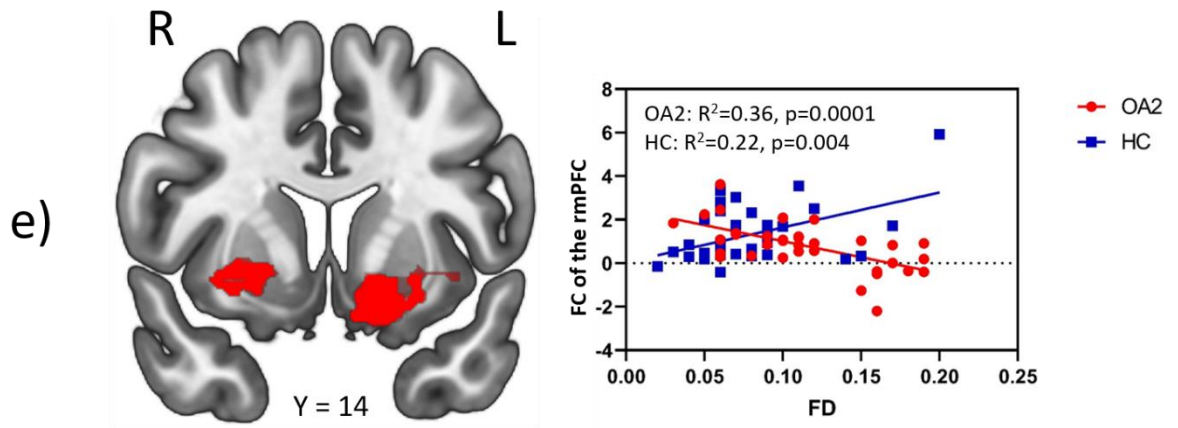 e)
R
L
Y = 14
FC of the rmPFC
8
6
4
2
0
-2
-4
OA2: R²=0.36, p=0.0001
HC: R²=0.22, p=0.004
0.00 0.05 0.10 0.15 0.20 0.25
FD
OA2
HC